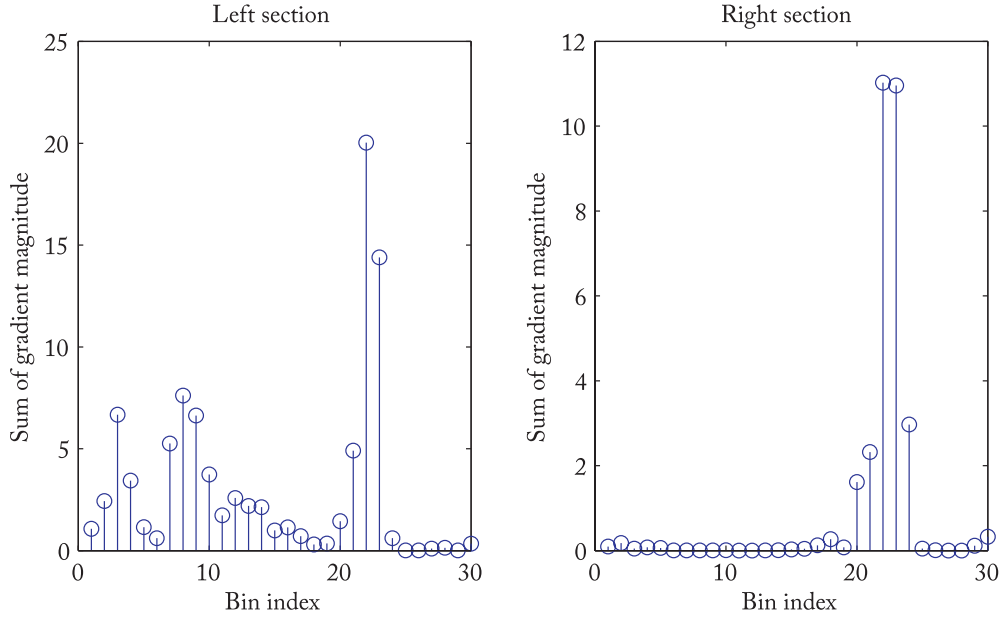 Left section
25
20
15
10
5
0
0 10 20 30
Bin index
Sum of gradient magnitude
Right section
12
10
8
6
4
2
0
0 10 20 30
Bin index
Sum of gradient magnitude